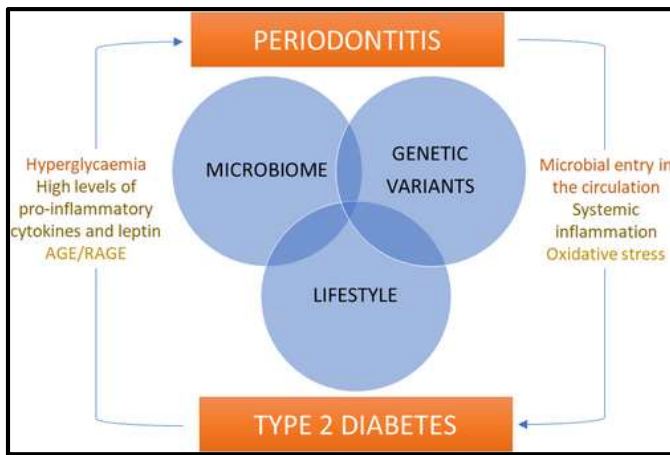 PERIODONTITIS
MICROBIOME
GENETIC
VARIANTS
LIFESTYLE
Hyperglycaemia
High levels of
pro-inflammatory
cytokines and leptin
AGE/RAGE
Microbial entry in
the circulation
Systemic
inflammation
Oxidative stress
TYPE 2 DIABETES